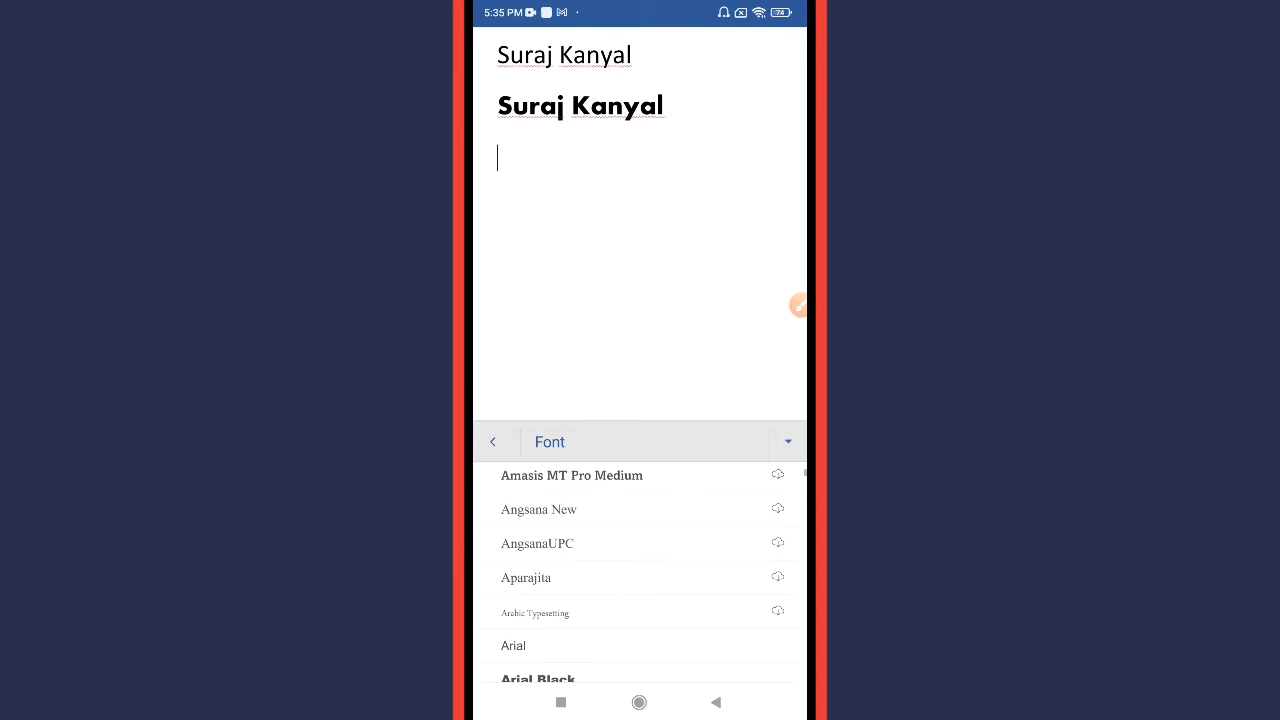 5:35 PM
74
Suraj Kanyal
Suraj Kanyal
Font
Amasis MT Pro Medium
Angsana New
AngsanaUPC
Aparajita
Arabic Typesetting
Arial
Arial Black